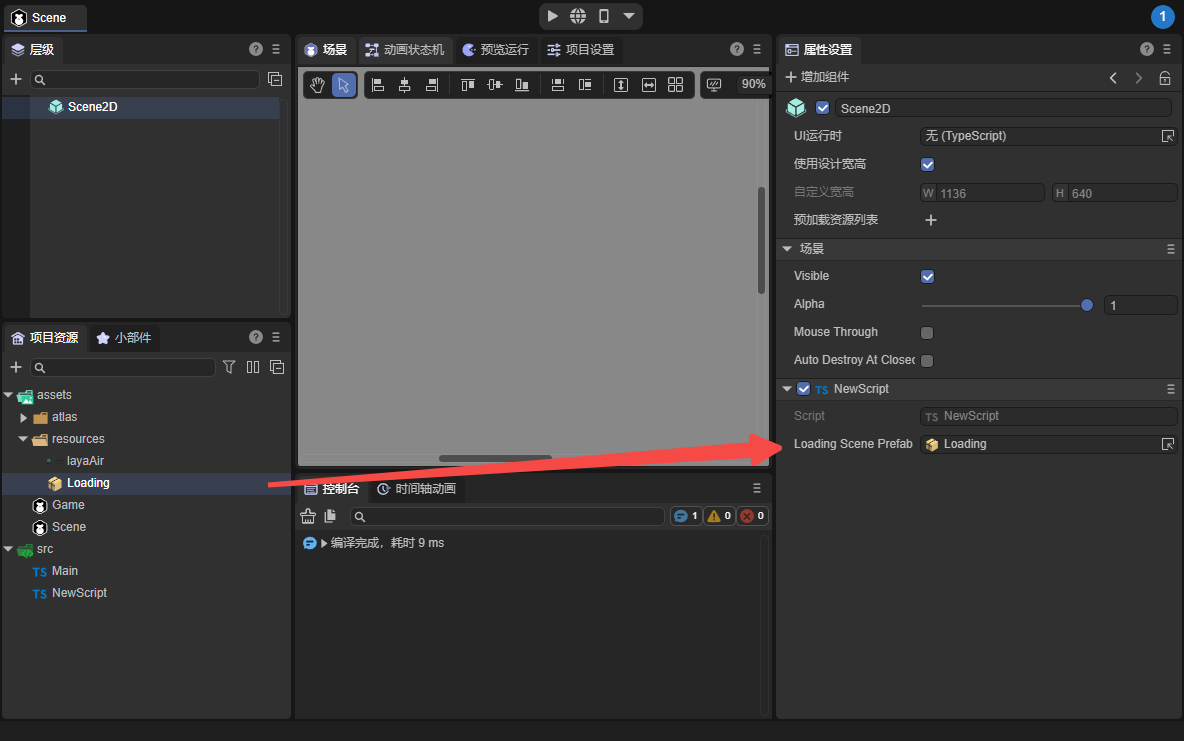 Scene
1
层级
Scene2D
项目资源
小部件
assets
atlas
resources
layaAir
Loading
Game
Scene
src
TS Main
TS NewScript
场景
动画状态机
预览运行
项目设置
90%
控制台
时间轴动画
1
0
0
编译完成，耗时 9 ms
属性设置
增加组件
Scene2D
UI运行时 无 (TypeScript)
使用设计宽高
自定义宽高 W 1136 H 640
预加载资源列表
场景
Visible
Alpha 1
Mouse Through
Auto Destroy At Closed
TS NewScript
Script TS NewScript
Loading Scene Prefab Loading